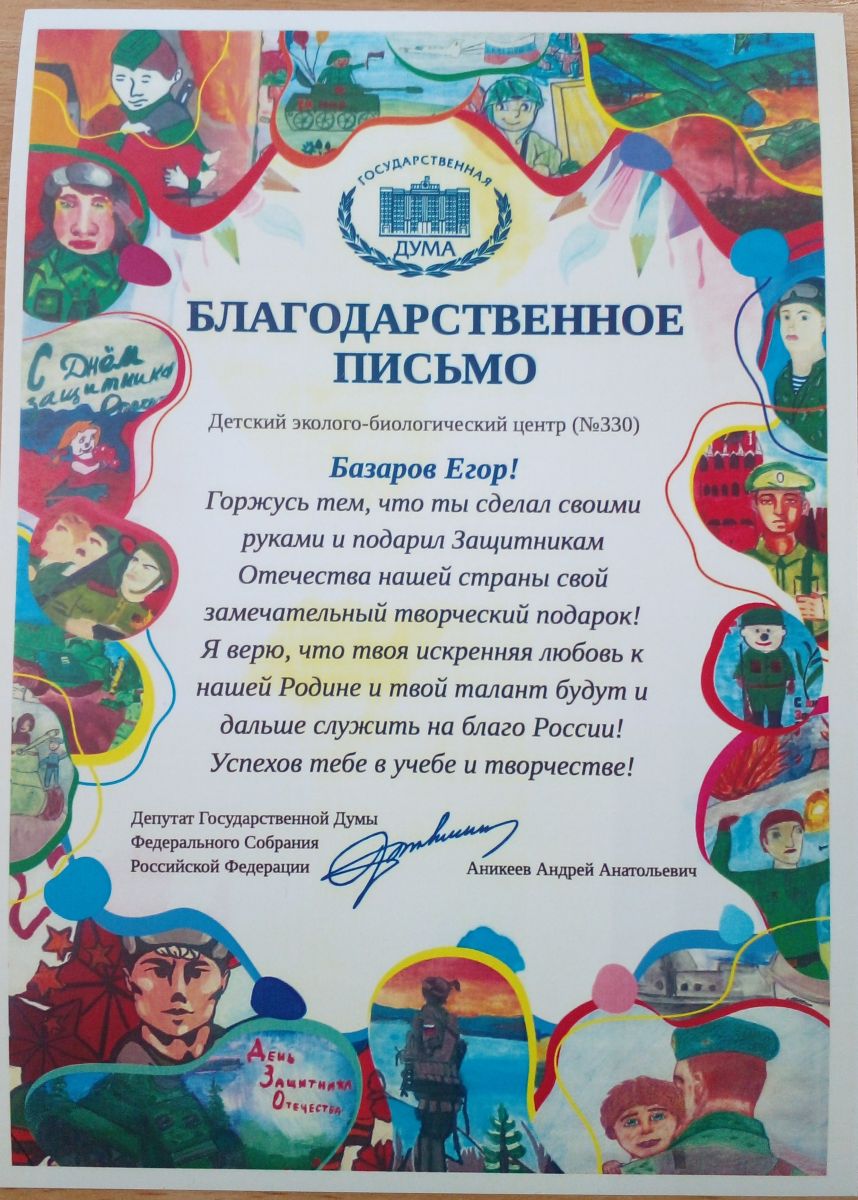 ГОСУДАРСТВЕННАЯ
ДУМА
БЛАГОДАРСТВЕННОЕ
ПИСЬМО
Детский эколого-биологический центр (№330)
Базаров Егор!
Горжусь тем, что ты сделал своими
руками и подарил Защитникам
Отечества нашей страны свой
замечательный творческий подарок!
Я верю, что твоя искренняя любовь к
нашей Родине и твой талант будут и
дальше служить на благо России!
Успехов тебе в учебе и творчестве!
Депутат Государственной Думы
Федерального Собрания
Российской Федерации
Аникеев Андрей Анатольевич
С Днём
защитника
День
Защитника
Отечества